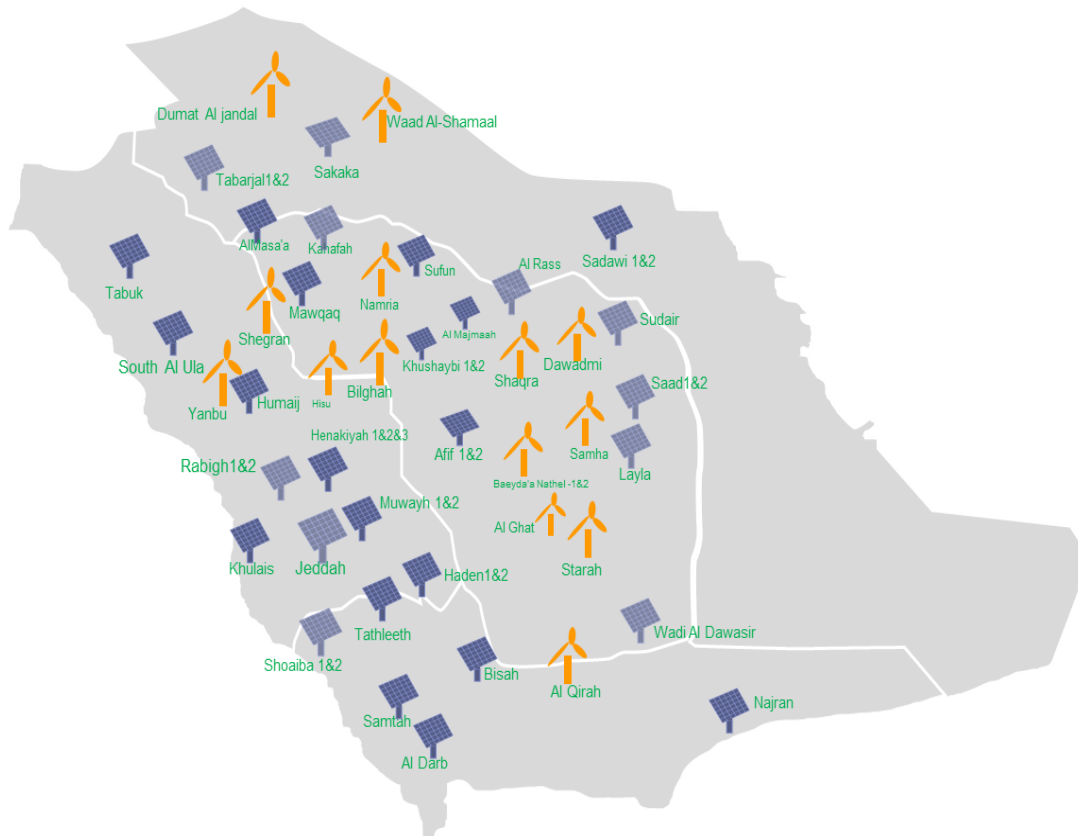 Dumat Al jandal
Waad Al-Shamaal
Sakaka
Tabarjal1&2
AlMasa'a
Kahafah
Sufun
Al Rass
Sadawi 1&2
Tabuk
Mawqaq
Namria
Al Majmaah
Sudair
Shegran
South Al Ula
Khushaybi 1&2
Dawadmi
Shaqra
Saad1&2
Bilghah
Hisu
Humaij
Yanbu
Henakiyah 1&2&3
Afif 1&2
Samha
Layla
Rabigh1&2
Baeyda'a Nathel -1&2
Muwayh 1&2
Al Ghat
Starah
Khulais
Jeddah
Haden1&2
Tathleeth
Wadi Al Dawasir
Shoaiba 1&2
Bisah
Al Qirah
Samtah
Najran
Al Darb